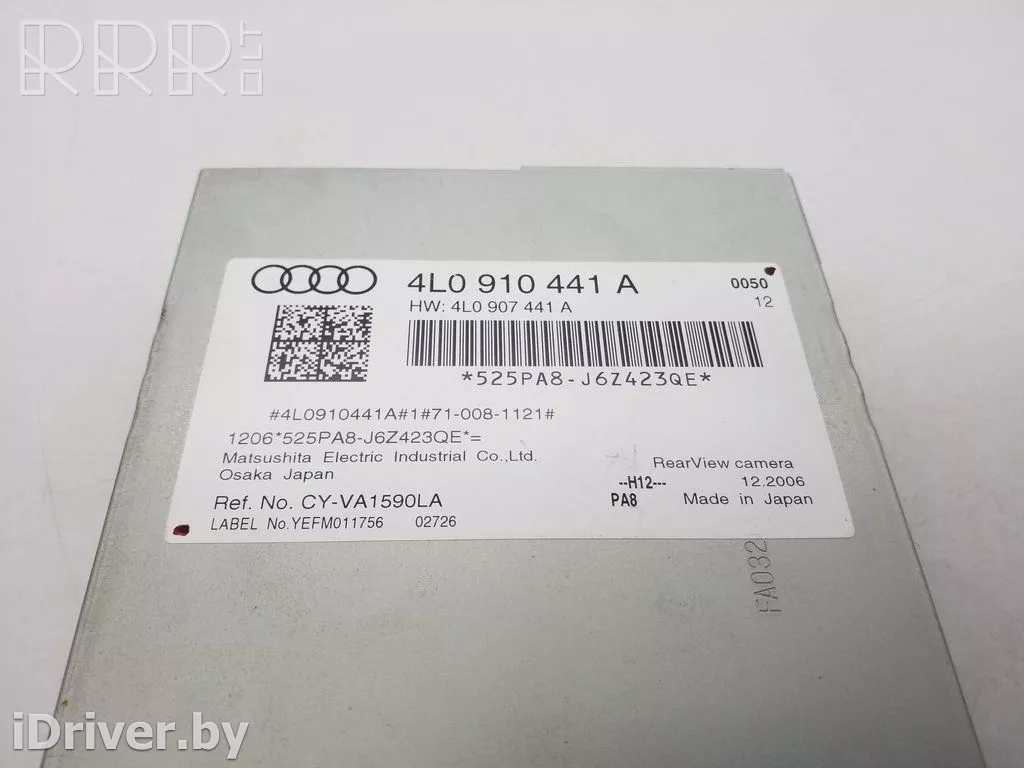 RRR.LT
4L0 910 441 A
0050
HW: 4L0 907 441 A
12
*525PA8-J6Z423QE*
#4L0910441A#1#71-008-1121#
1206*525PA8-J6Z423QE*=
Matsushita Electric Industrial Co.,Ltd.
Osaka Japan
RearView camera
--H12---
12.2006
Ref. No. CY-VA1590LA
PA8
Made in Japan
LABEL No.YEFM011756
02726
FA032
iDriver.by